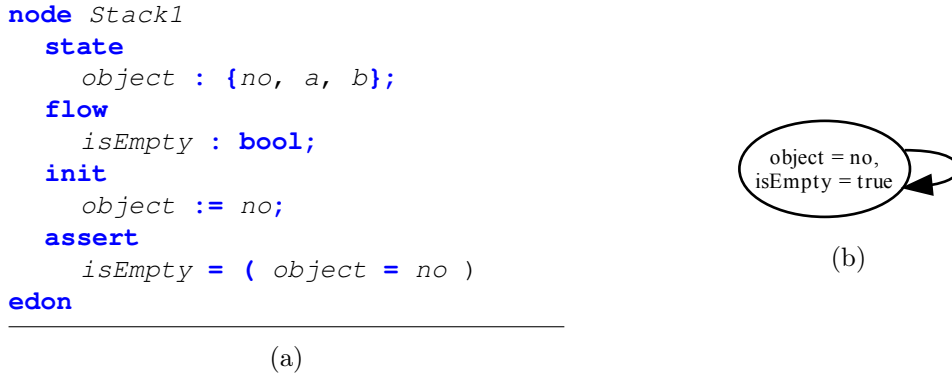 node Stack1
state
object : {no, a, b};
flow
isEmpty : bool;
init
object := no;
assert
isEmpty = ( object = no )
edon
(a)
object = no,
isEmpty = true
(b)